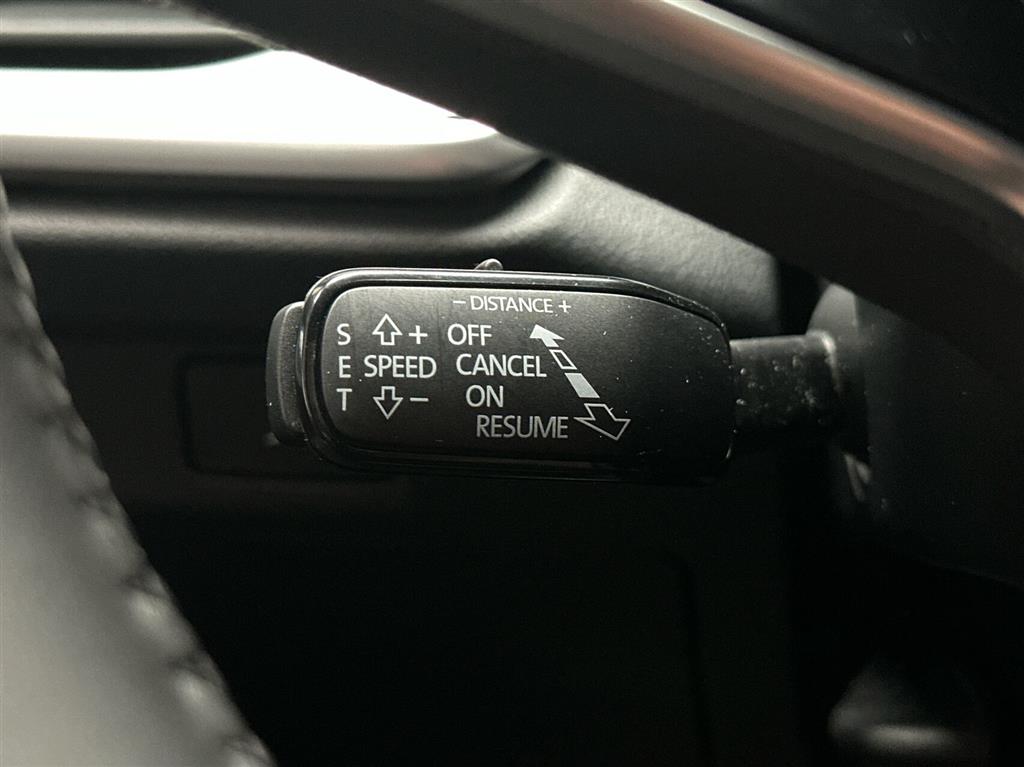 – DISTANCE +
S + OFF
E SPEED CANCEL
T – ON
RESUME